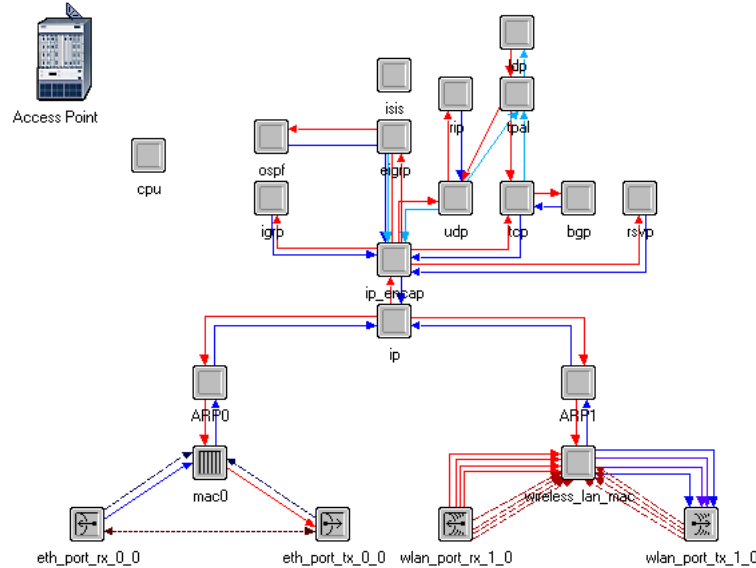 ldp
Access Point
isis
rip
tpal
cpu
ospf
eigrp
igrp
udp
tcp
bgp
rsvp
ip_encap
ip
ARP0
ARP1
mac0
wireless_lan_mac
eth_port_rx_0_0
eth_port_tx_0_0
wlan_port_rx_1_0
wlan_port_tx_1_0